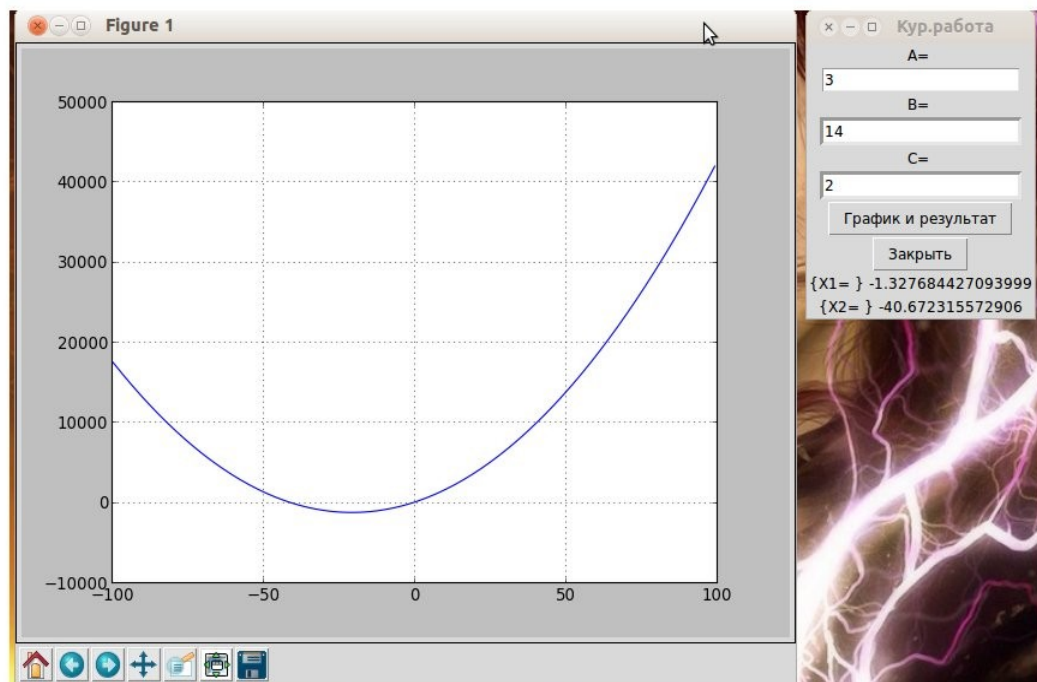 Figure 1
50000
40000
30000
20000
10000
0
−10000
−100
−50
0
50
100
Кур.работа
A=
3
B=
14
C=
2
График и результат
Закрыть
{X1= } -1.327684427093999
{X2= } -40.672315572906